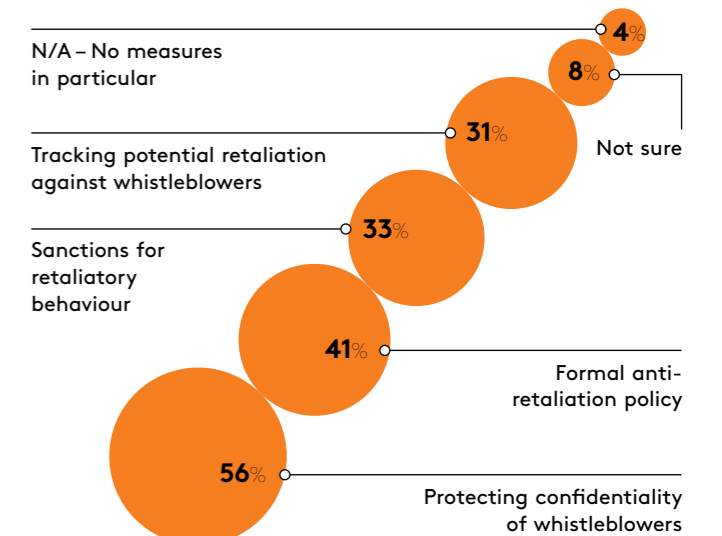 4%
N/A – No measures
in particular
8%
Not sure
31%
Tracking potential retaliation
against whistleblowers
33%
Sanctions for
retaliatory
behaviour
41%
Formal anti-
retaliation policy
56%
Protecting confidentiality
of whistleblowers